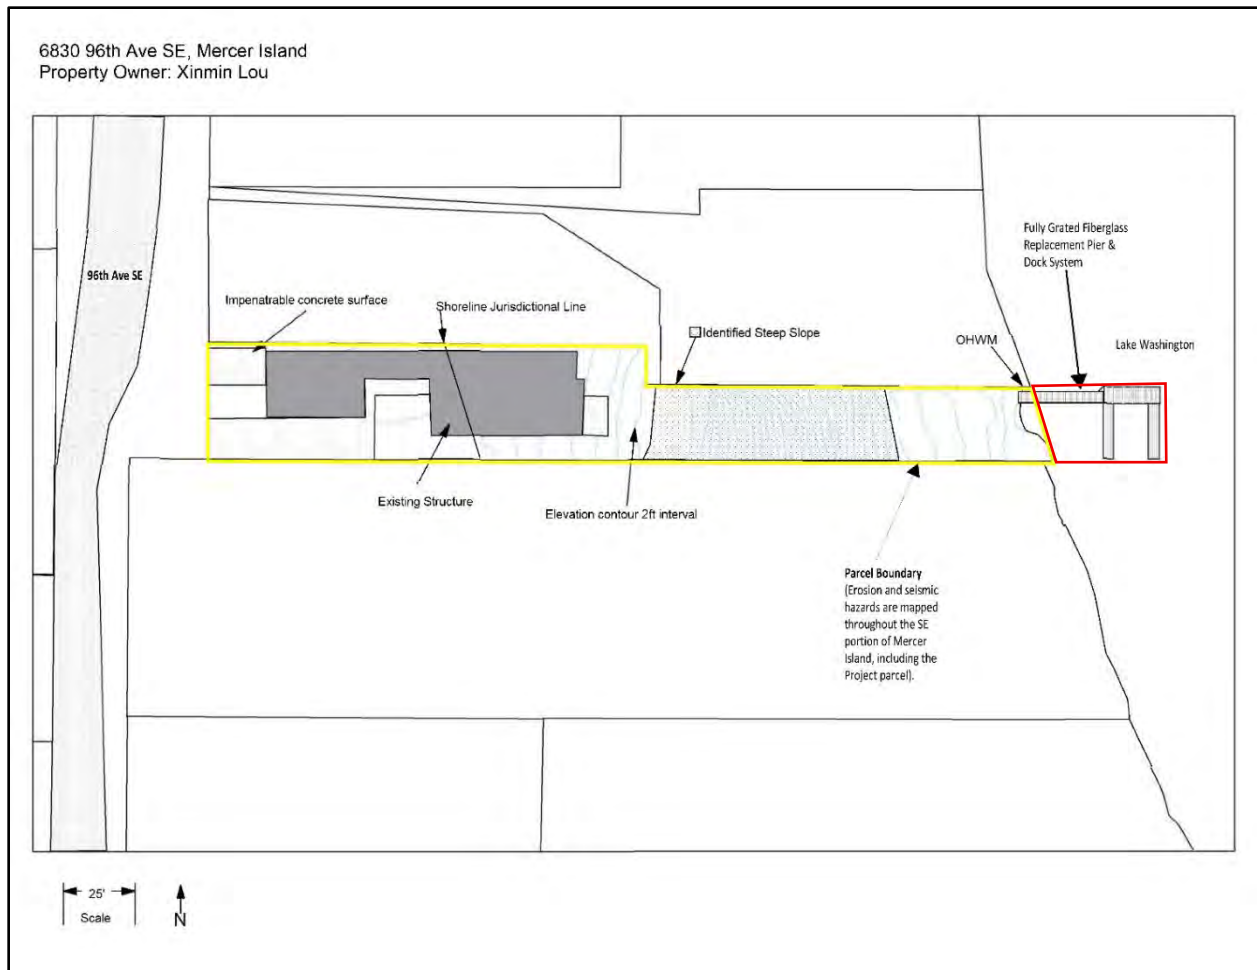 6830 96th Ave SE, Mercer Island
Property Owner: Xinmin Lou
Fully Grated Fiberglass
Replacement Pier &
Dock System
96th Ave SE
Impenatrable concrete surface
Shoreline Jurisdictional Line
Identified Steep Slope
OHWM
Lake Washington
Existing Structure
Elevation contour 2ft interval
Parcel Boundary
(Erosion and seismic
hazards are mapped
throughout the SE
portion of Mercer
Island, including the
Project parcel).
25'
Scale
N